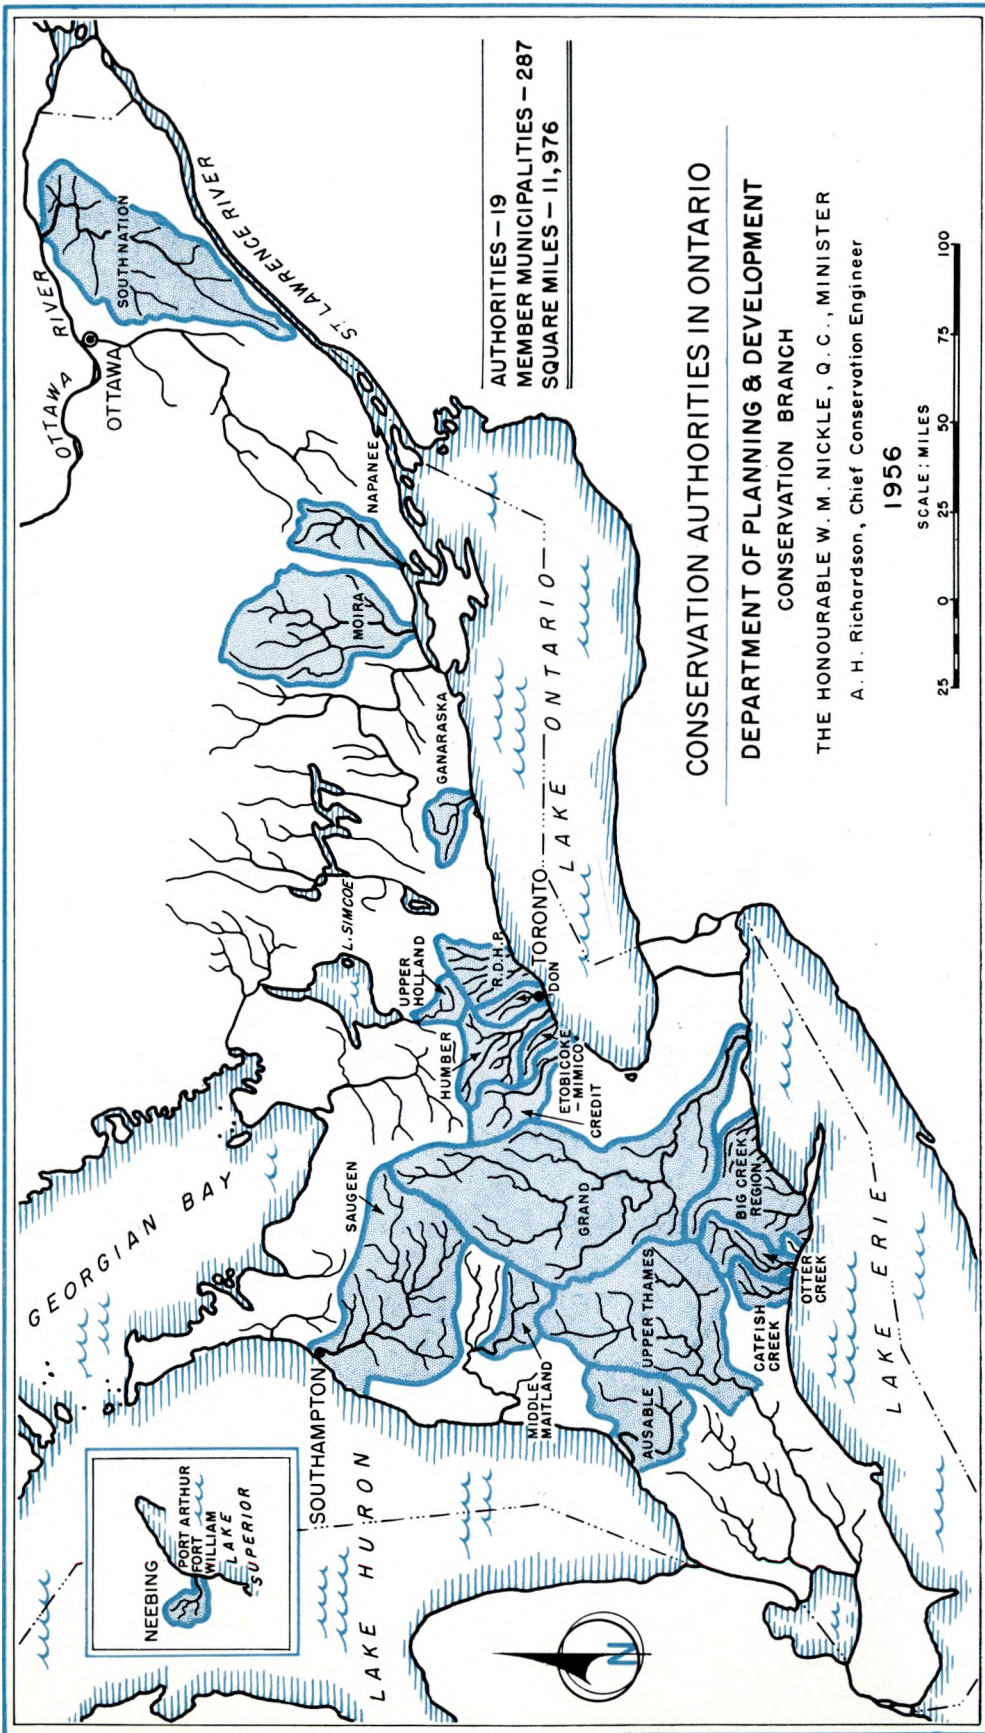 NEEBING
PORT ARTHUR
FORT
WILLIAM
LAKE
SUPERIOR
GEORGIAN BAY
LAKE HURON
SOUTHAMPTON
SAUGEEN
MIDDLE
MAITLAND
AUSABLE
UPPER THAMES
GRAND
CATFISH
CREEK
OTTER
CREEK
BIG CREEK
REGION
LAKE ERIE
HUMBER
UPPER
HOLLAND
L. SIMCOE
R.D.H.P.
DON
TORONTO
ETOBICOKE
-MIMICO
CREDIT
GANARASKA
MOIRA
NAPANEE
LAKE ONTARIO
OTTAWA RIVER
OTTAWA
SOUTH NATION
ST LAWRENCE RIVER
AUTHORITIES – 19
MEMBER MUNICIPALITIES – 287
SQUARE MILES – 11,976
CONSERVATION AUTHORITIES IN ONTARIO
DEPARTMENT OF PLANNING & DEVELOPMENT
CONSERVATION BRANCH
THE HONOURABLE W. M. NICKLE, Q. C., MINISTER
A. H. Richardson, Chief Conservation Engineer
1956
SCALE: MILES
25 0 25 50 75 100
N